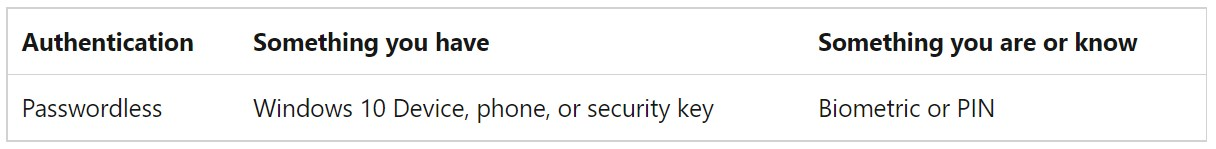 Authentication Something you have Something you are or know
Passwordless Windows 10 Device, phone, or security key Biometric or PIN